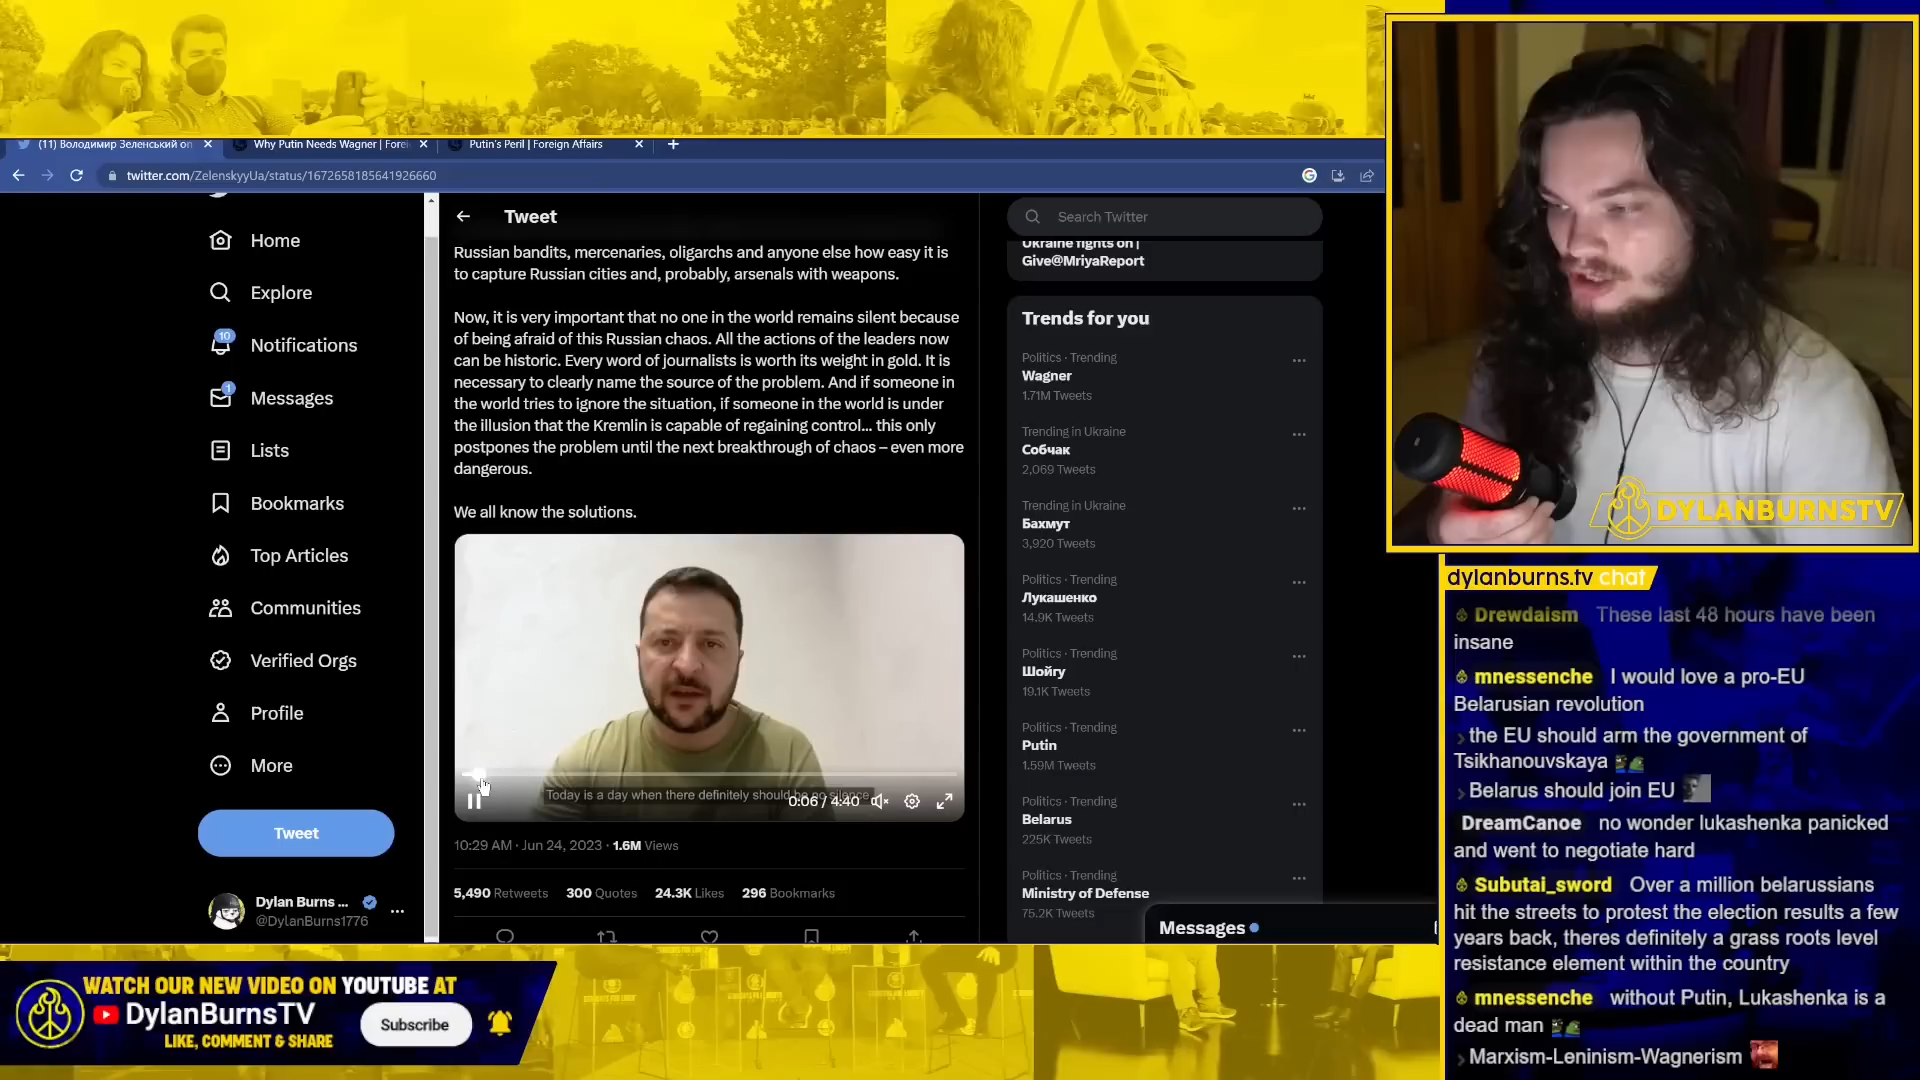 (11) Володимир Зеленський on
Why Putin Needs Wagner | Forei
Putin's Peril | Foreign Affairs
twitter.com/ZelenskyyUa/status/1672658185641926660
Home
Explore
10
Notifications
1
Messages
Lists
Bookmarks
Top Articles
Communities
Verified Orgs
Profile
More
Tweet
Dylan Burns ...
@DylanBurns1776
Tweet
Russian bandits, mercenaries, oligarchs and anyone else how easy it is
to capture Russian cities and, probably, arsenals with weapons.
Now, it is very important that no one in the world remains silent because
of being afraid of this Russian chaos. All the actions of the leaders now
can be historic. Every word of journalists is worth its weight in gold. It is
necessary to clearly name the source of the problem. And if someone in
the world tries to ignore the situation, if someone in the world is under
the illusion that the Kremlin is capable of regaining control... this only
postpones the problem until the next breakthrough of chaos – even more
dangerous.
We all know the solutions.
Today is a day when there definitely should be no silence
0:06 / 4:40
10:29 AM · Jun 24, 2023 · 1.6M Views
5,490 Retweets 300 Quotes 24.3K Likes 296 Bookmarks
Search Twitter
Ukraine fights on |
Give@MriyaReport
Trends for you
Politics · Trending
Wagner
1.71M Tweets
Trending in Ukraine
Собчак
2,069 Tweets
Trending in Ukraine
Бахмут
3,920 Tweets
Politics · Trending
Лукашенко
14.9K Tweets
Politics · Trending
Шойгу
19.1K Tweets
Politics · Trending
Putin
1.59M Tweets
Politics · Trending
Belarus
225K Tweets
Politics · Trending
Ministry of Defense
75.2K Tweets
Messages
DYLANBURNSTV
dylanburns.tv chat
Drewdaism These last 48 hours have been
insane
mnessenche I would love a pro-EU
Belarusian revolution
> the EU should arm the government of
Tsikhanouvskaya
> Belarus should join EU
DreamCanoe no wonder lukashenka panicked
and went to negotiate hard
Subutai_sword Over a million belarussians
hit the streets to protest the election results a few
years back, theres definitely a grass roots level
resistance element within the country
mnessenche without Putin, Lukashenka is a
dead man
> Marxism-Leninism-Wagnerism
WATCH OUR NEW VIDEO ON YOUTUBE AT
DylanBurnsTV
Subscribe
LIKE, COMMENT & SHARE